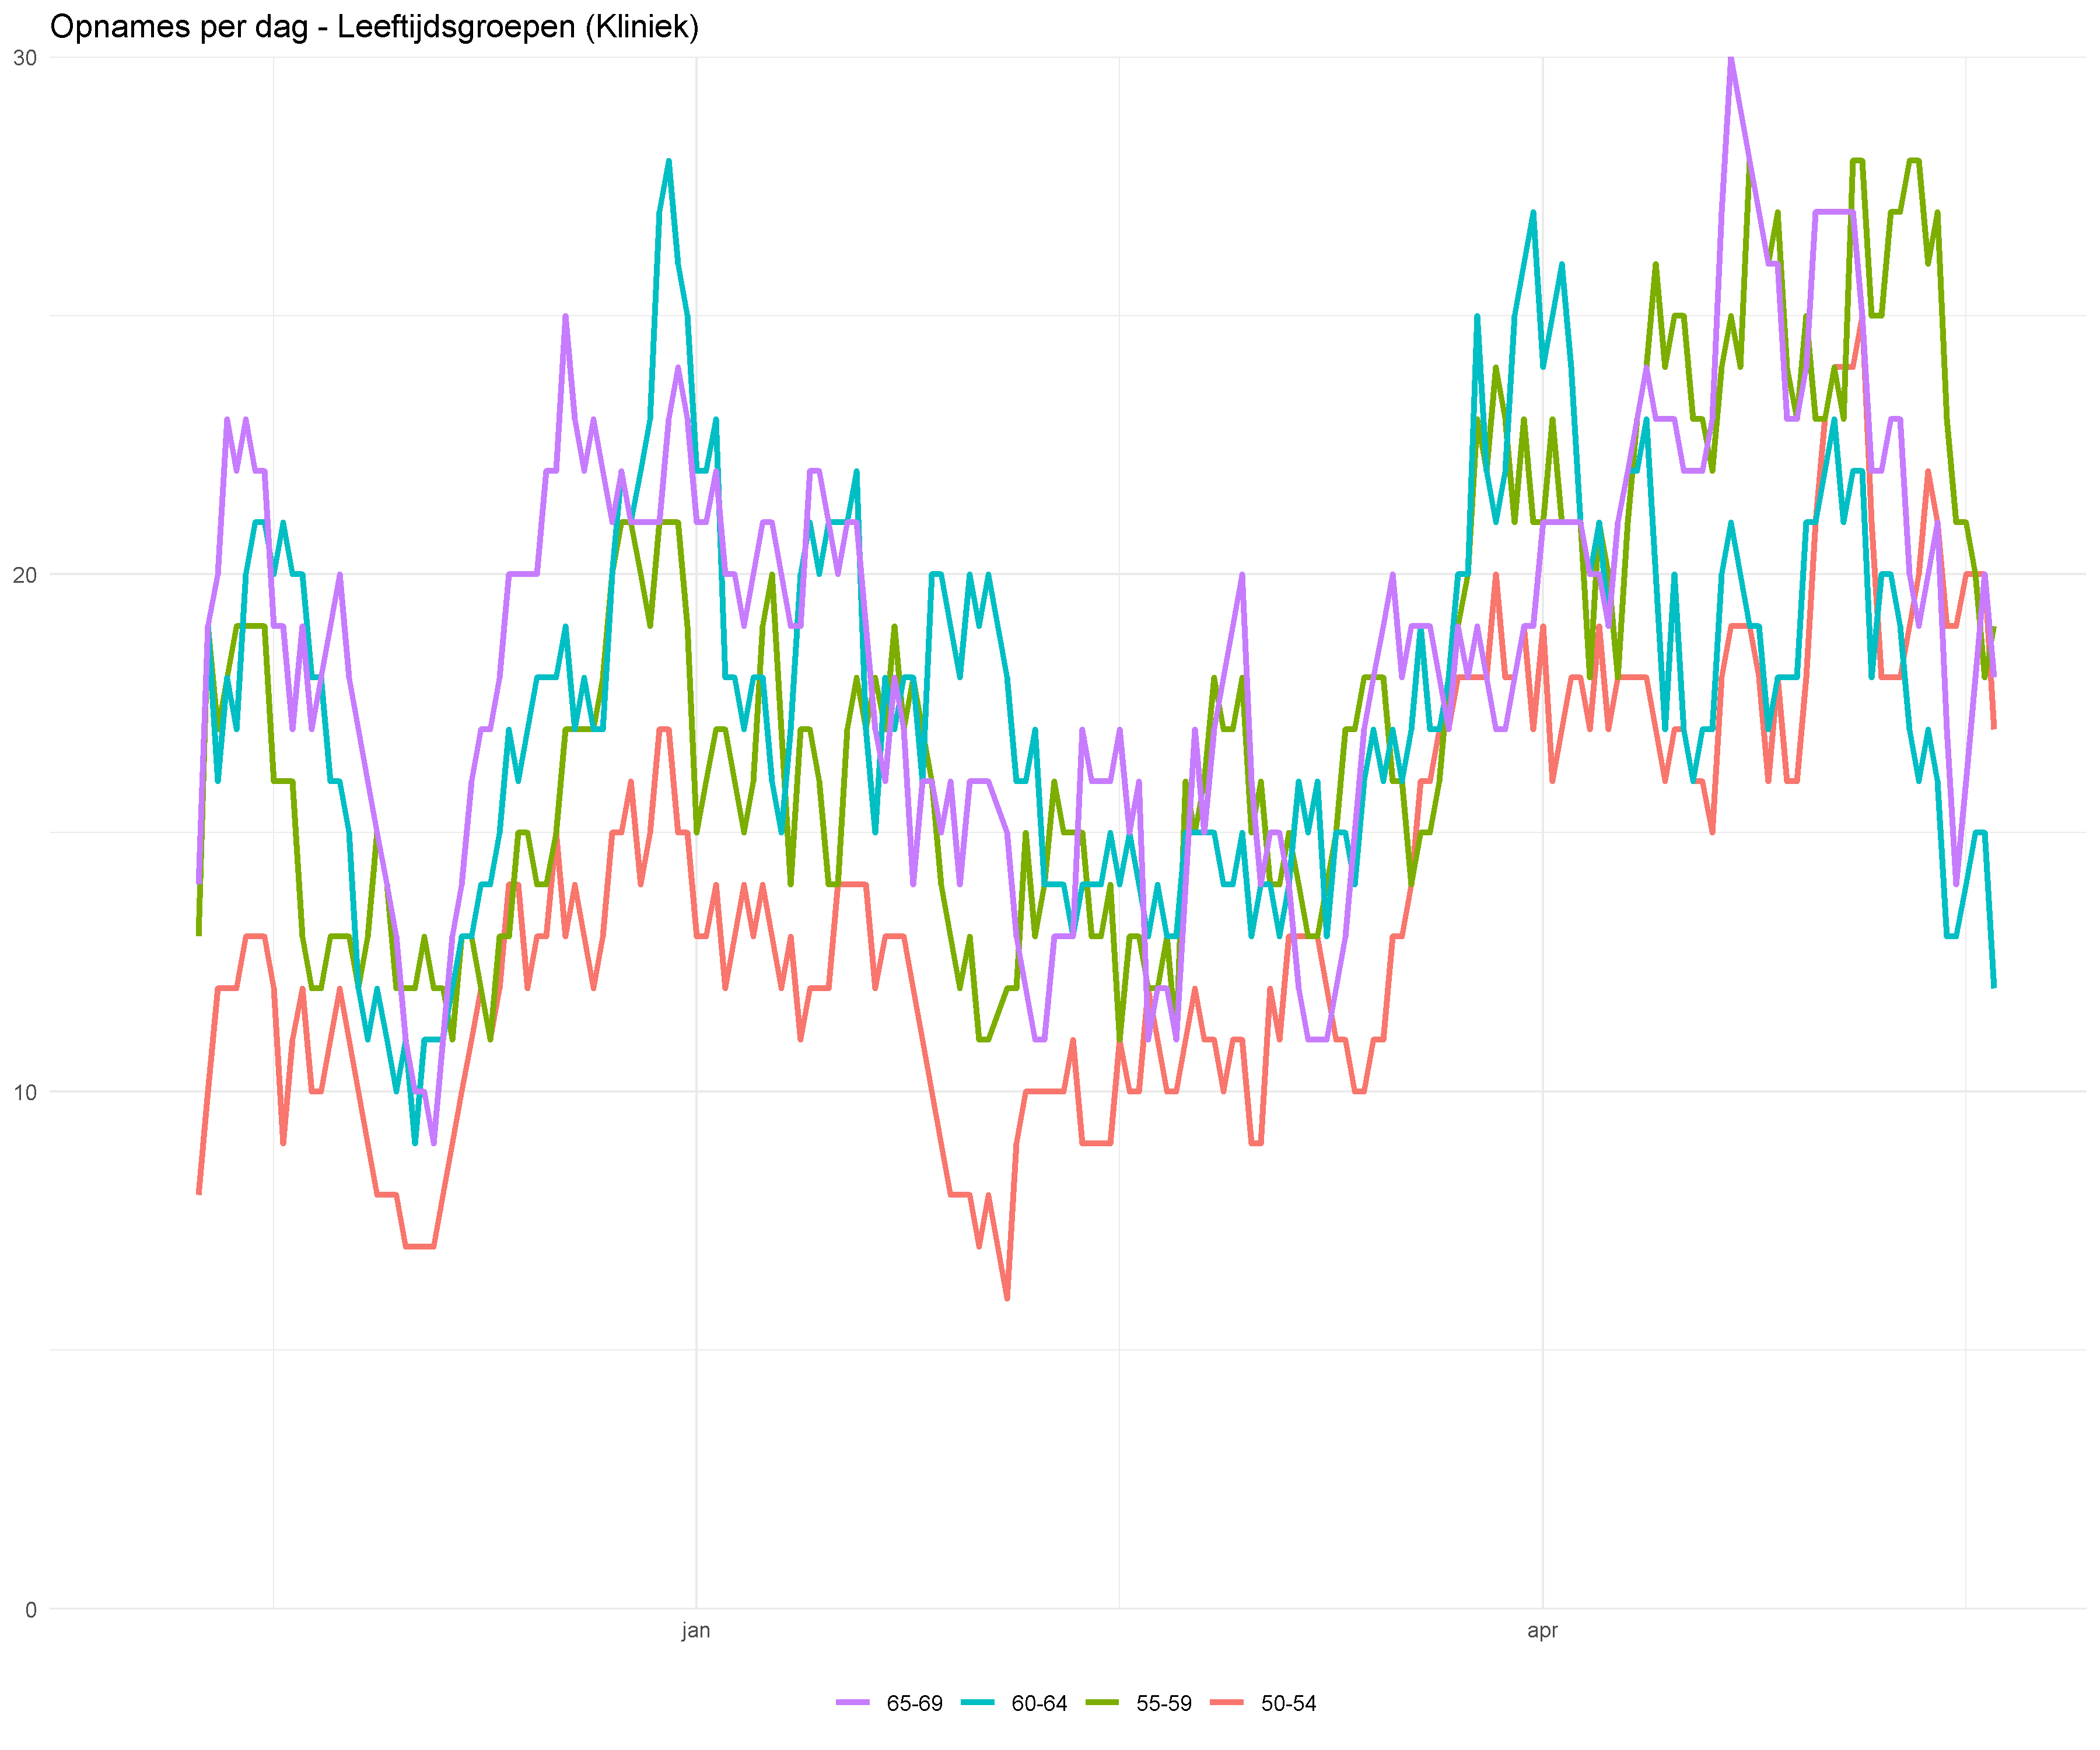 Opnames per dag - Leeftijdsgroepen (Kliniek)
30
20
10
0
jan apr
65-69 60-64 55-59 50-54